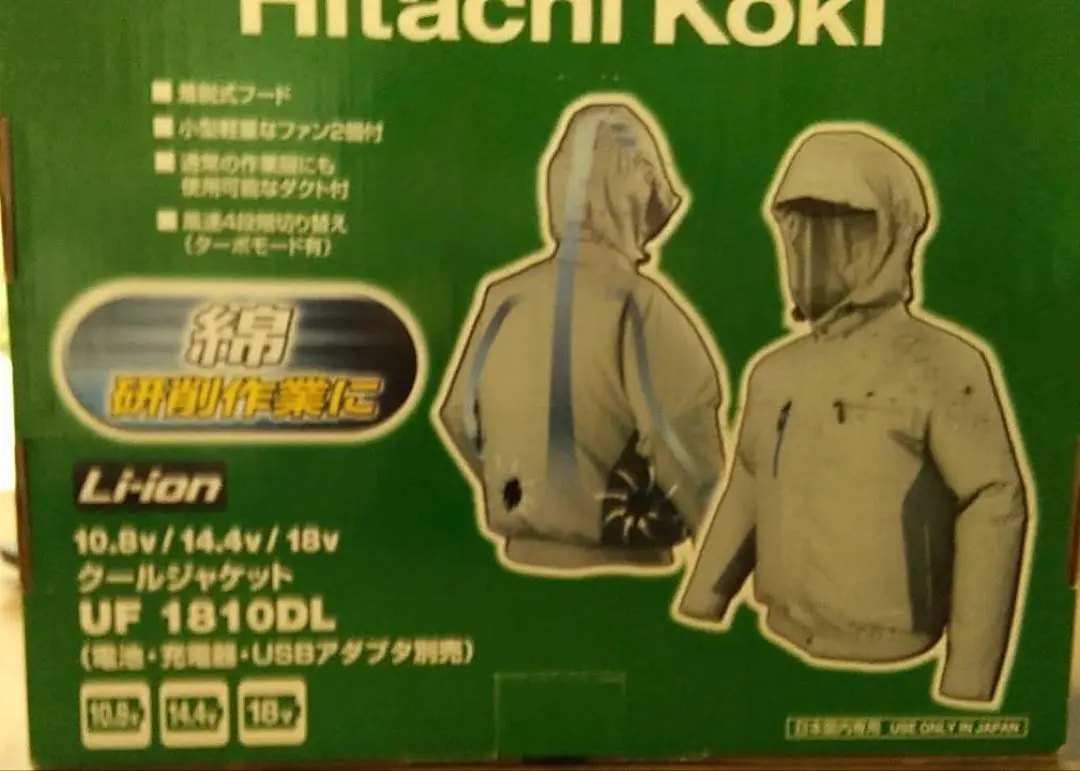 Hitachi Koki
■ 着脱式フード
■ 小型軽量なファン2個付
■ 通常の作業服にも
使用可能なダクト付
■ 風速4段階切り替え
(ターボモード有)
綿
研削作業に
Li-ion
10.8v / 14.4v / 18v
クールジャケット
UF 1810DL
(電池・充電器・USBアダプタ別売)
10.8v 14.4v 18v
日本国内専用 USE ONLY IN JAPAN